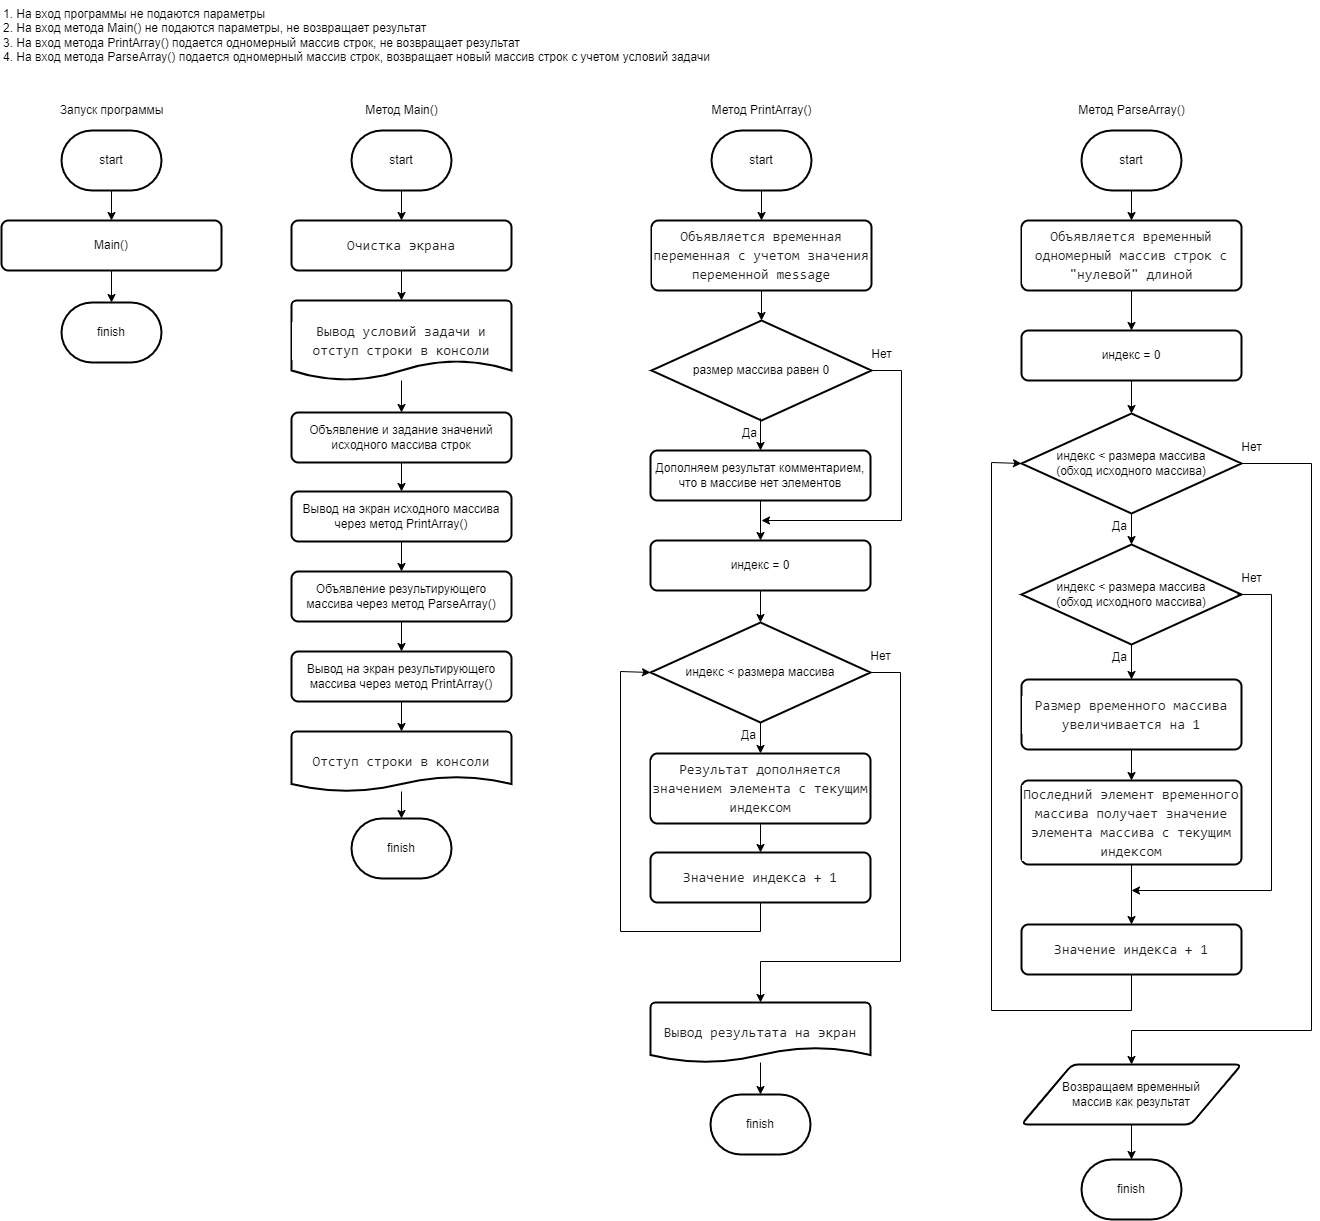 1. На вход программы не подаются параметры
2. На вход метода Main() не подаются параметры, не возвращает результат
3. На вход метода PrintArray() подается одномерный массив строк, не возвращает результат
4. На вход метода ParseArray() подается одномерный массив строк, возвращает новый массив строк с учетом условий задачи
Запуск программы
start
Main()
finish
Метод Main()
start
Очистка экрана
Вывод условий задачи и
отступ строки в консоли
Объявление и задание значений
исходного массива строк
Вывод на экран исходного массива
через метод PrintArray()
Объявление результирующего
массива через метод ParseArray()
Вывод на экран результирующего
массива через метод PrintArray()
Отступ строки в консоли
finish
Метод PrintArray()
start
Объявляется временная
переменная с учетом значения
переменной message
размер массива равен 0
Нет
Да
Дополняем результат комментарием,
что в массиве нет элементов
индекс = 0
индекс < размера массива
Нет
Да
Результат дополняется
значением элемента с текущим
индексом
Значение индекса + 1
Вывод результата на экран
finish
Метод ParseArray()
start
Объявляется временный
одномерный массив строк с
"нулевой" длиной
индекс = 0
индекс < размера массива
(обход исходного массива)
Нет
Да
индекс < размера массива
(обход исходного массива)
Нет
Да
Размер временного массива
увеличивается на 1
Последний элемент временного
массива получает значение
элемента массива с текущим
индексом
Значение индекса + 1
Возвращаем временный
массив как результат
finish